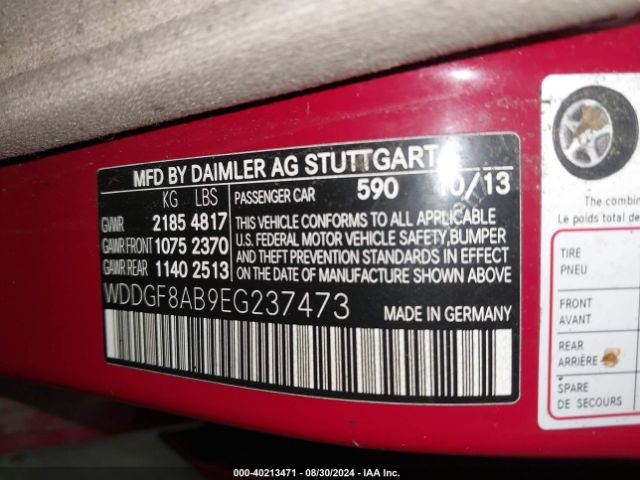 MFD BY DAIMLER AG STUTTGART
KG LBS
GVWR 2185 4817
GAWR FRONT 1075 2370
GAWR REAR 1140 2513
PASSENGER CAR 590 10/13
THIS VEHICLE CONFORMS TO ALL APPLICABLE
U.S. FEDERAL MOTOR VEHICLE SAFETY, BUMPER
AND THEFT PREVENTION STANDARDS IN EFFECT
ON THE DATE OF MANUFACTURE SHOWN ABOVE
WDDGF8AB9EG237473
MADE IN GERMANY
The combine
Le poids total des
TIRE
PNEU
FRONT
AVANT
REAR
ARRIÈRE
SPARE
DE SECOURS
000-40213471 - 08/30/2024 - IAA Inc.